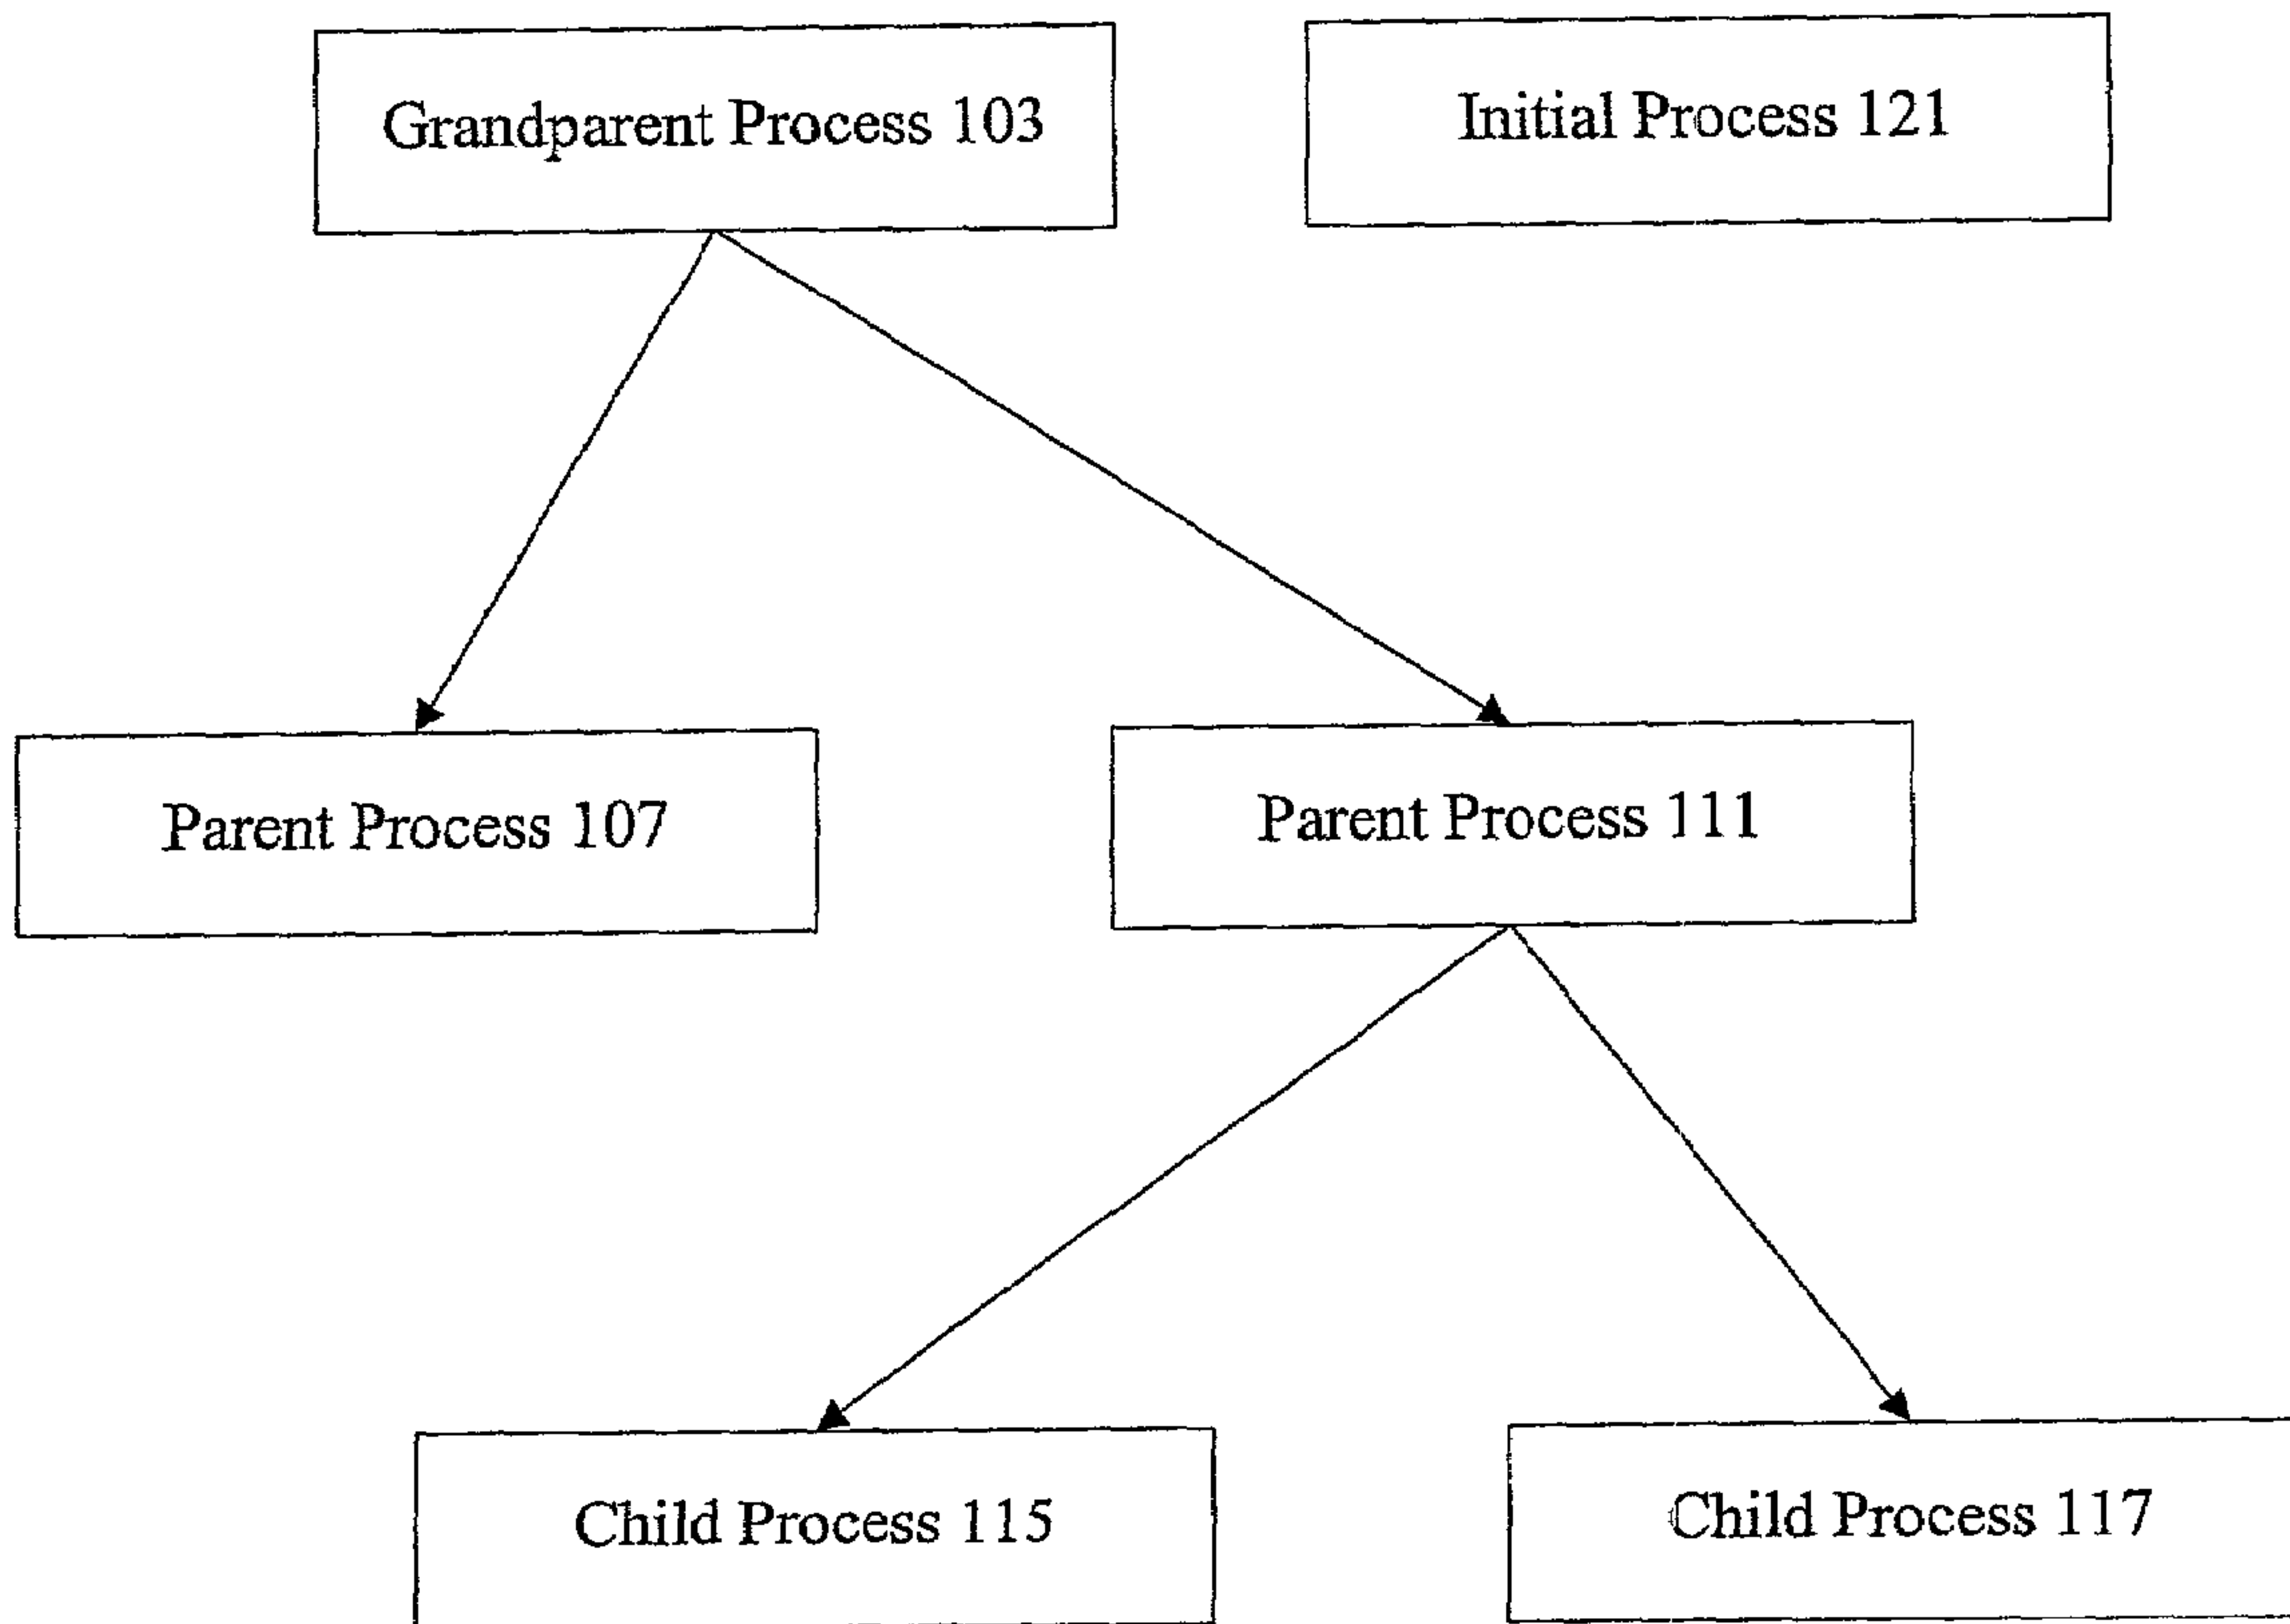 Grandparent Process 103
Initial Process 121
Parent Process 107
Parent Process 111
Child Process 115
Child Process 117